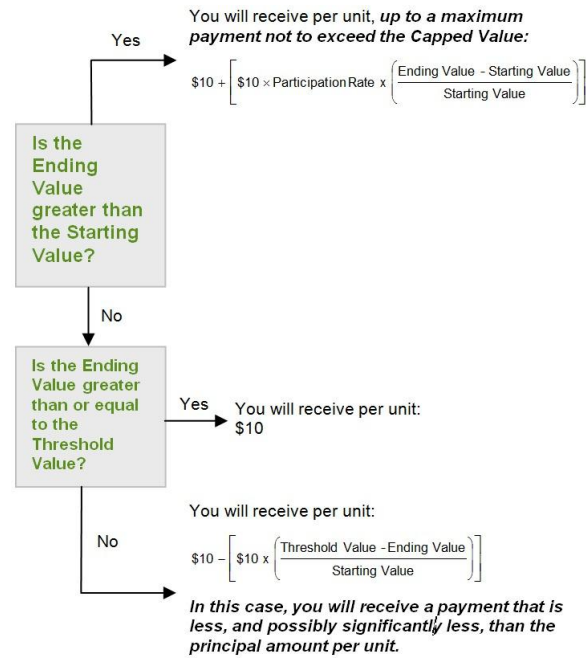 You will receive per unit, up to a maximum
payment not to exceed the Capped Value:
Yes
$10 + [$10 × Participation Rate x (Ending Value - Starting Value / Starting Value)]
Is the
Ending
Value
greater than
the Starting
Value?
No
Is the Ending
Value greater
than or equal
to the
Threshold
Value?
Yes
You will receive per unit:
$10
You will receive per unit:
No
$10 – [$10 x (Threshold Value - Ending Value / Starting Value)]
In this case, you will receive a payment that is
less, and possibly significantly less, than the
principal amount per unit.